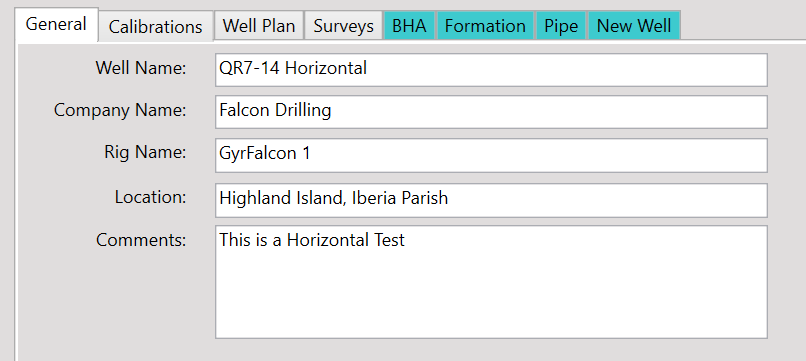 General Calibrations Well Plan Surveys BHA Formation Pipe New Well
Well Name: QR7-14 Horizontal
Company Name: Falcon Drilling
Rig Name: GyrFalcon 1
Location: Highland Island, Iberia Parish
Comments: This is a Horizontal Test